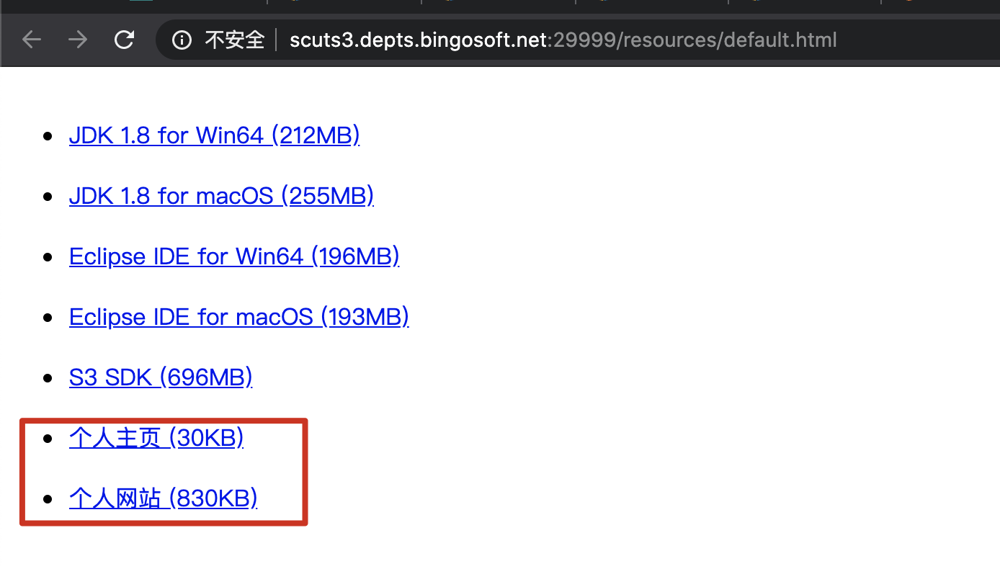 不安全 scuts3.depts.bingosoft.net:29999/resources/default.html
JDK 1.8 for Win64 (212MB)
JDK 1.8 for macOS (255MB)
Eclipse IDE for Win64 (196MB)
Eclipse IDE for macOS (193MB)
S3 SDK (696MB)
个人主页 (30KB)
个人网站 (830KB)